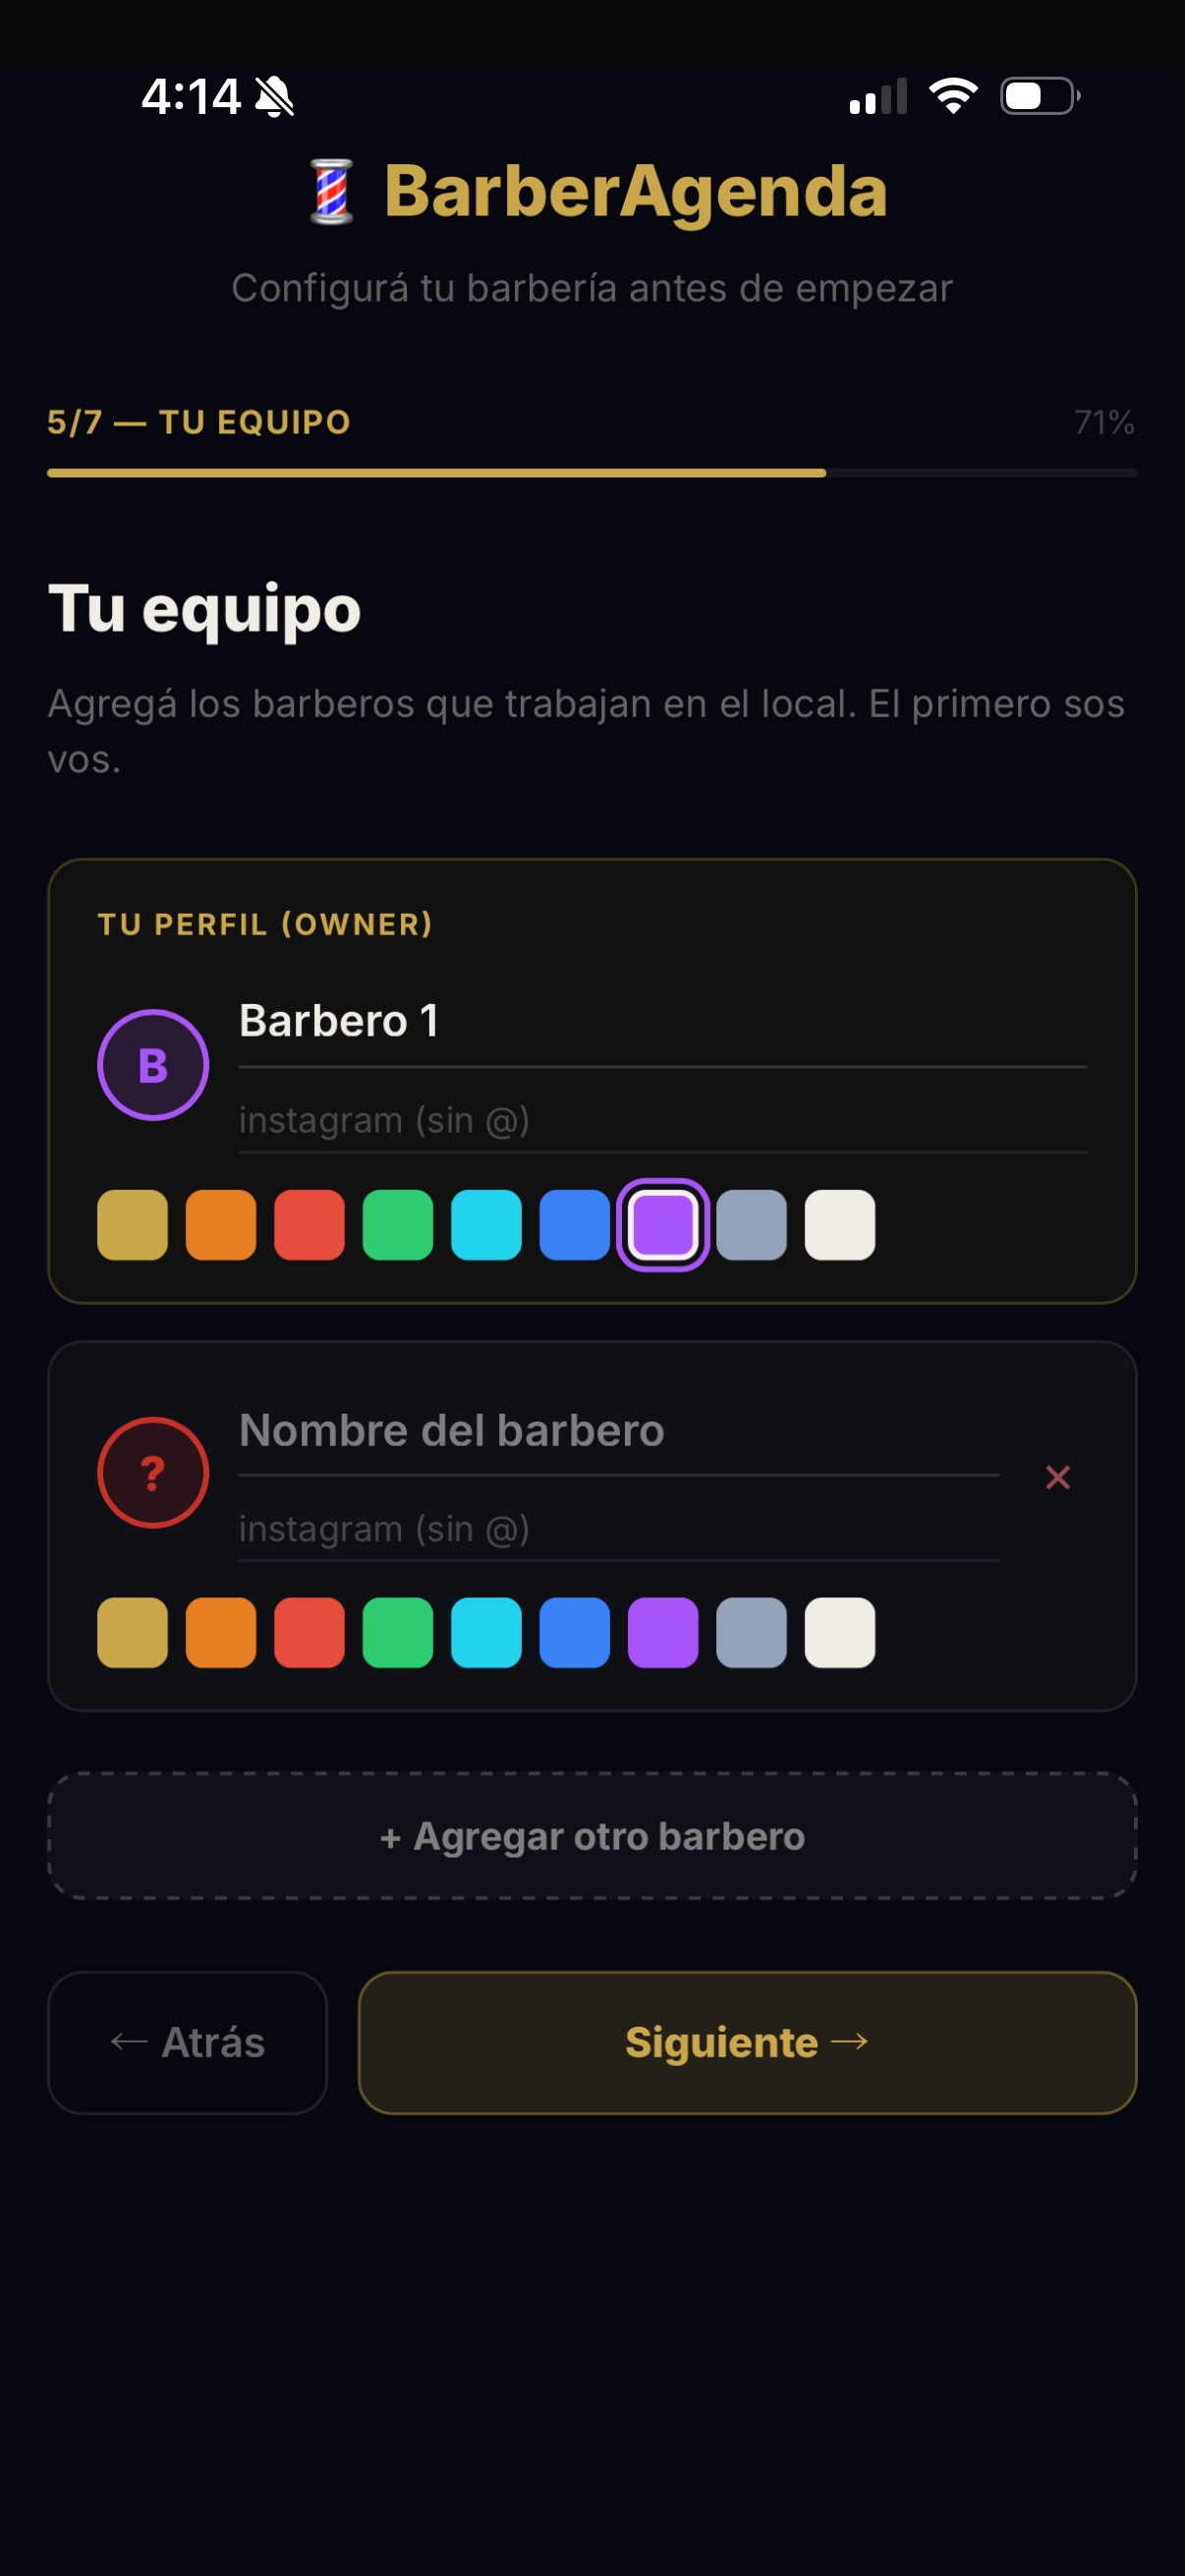 4:14
BarberAgenda
Configurá tu barbería antes de empezar
5/7 — TU EQUIPO
71%
Tu equipo
Agregá los barberos que trabajan en el local. El primero sos
vos.
TU PERFIL (OWNER)
B
Barbero 1
instagram (sin @)
?
Nombre del barbero
instagram (sin @)
×
+ Agregar otro barbero
← Atrás
Siguiente →